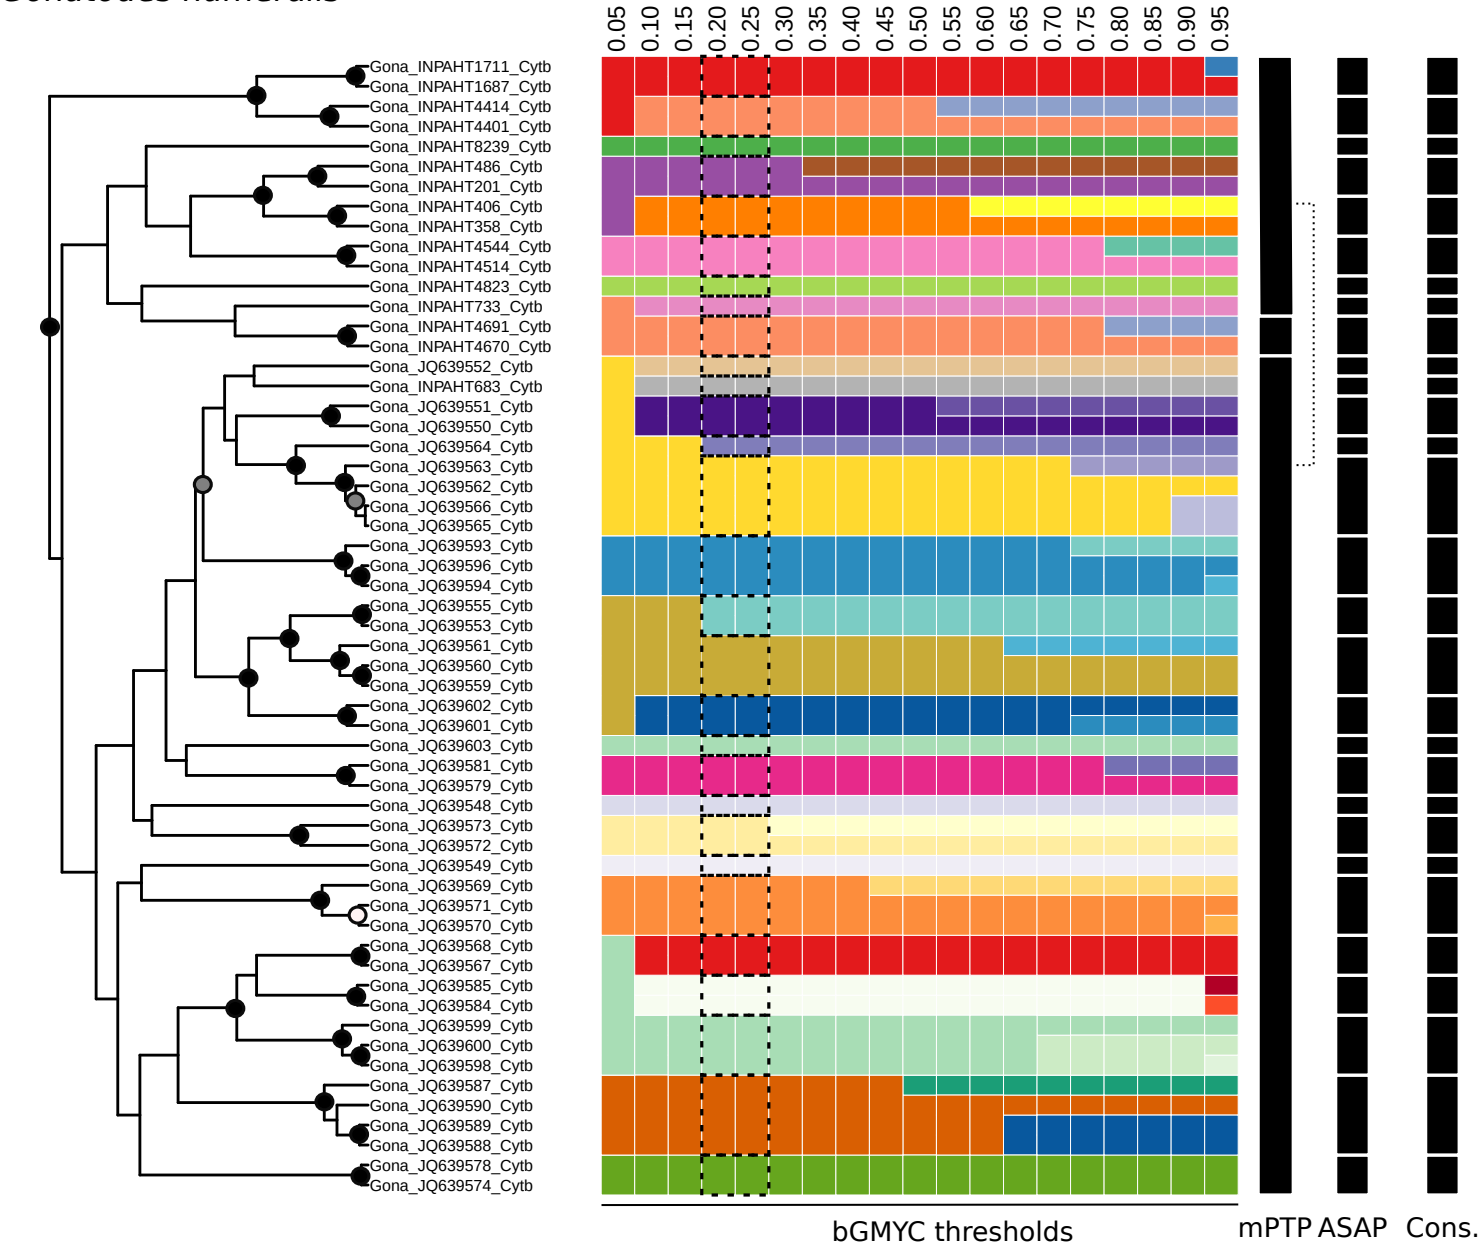 Gonatodes humeralis
0.05 0.10 0.15 0.20 0.25 0.30 0.35 0.40 0.45 0.50 0.55 0.60 0.65 0.70 0.75 0.80 0.85 0.90 0.95
Gona_INPAHT1711_Cytb
Gona_INPAHT1687_Cytb
Gona_INPAHT4414_Cytb
Gona_INPAHT4401_Cytb
Gona_INPAHT8239_Cytb
Gona_INPAHT486_Cytb
Gona_INPAHT201_Cytb
Gona_INPAHT406_Cytb
Gona_INPAHT358_Cytb
Gona_INPAHT4544_Cytb
Gona_INPAHT4514_Cytb
Gona_INPAHT4823_Cytb
Gona_INPAHT733_Cytb
Gona_INPAHT4691_Cytb
Gona_INPAHT4670_Cytb
Gona_JQ639552_Cytb
Gona_INPAHT683_Cytb
Gona_JQ639551_Cytb
Gona_JQ639550_Cytb
Gona_JQ639564_Cytb
Gona_JQ639563_Cytb
Gona_JQ639562_Cytb
Gona_JQ639566_Cytb
Gona_JQ639565_Cytb
Gona_JQ639593_Cytb
Gona_JQ639596_Cytb
Gona_JQ639594_Cytb
Gona_JQ639555_Cytb
Gona_JQ639553_Cytb
Gona_JQ639561_Cytb
Gona_JQ639560_Cytb
Gona_JQ639559_Cytb
Gona_JQ639602_Cytb
Gona_JQ639601_Cytb
Gona_JQ639603_Cytb
Gona_JQ639581_Cytb
Gona_JQ639579_Cytb
Gona_JQ639548_Cytb
Gona_JQ639573_Cytb
Gona_JQ639572_Cytb
Gona_JQ639549_Cytb
Gona_JQ639569_Cytb
Gona_JQ639571_Cytb
Gona_JQ639570_Cytb
Gona_JQ639568_Cytb
Gona_JQ639567_Cytb
Gona_JQ639585_Cytb
Gona_JQ639584_Cytb
Gona_JQ639599_Cytb
Gona_JQ639600_Cytb
Gona_JQ639598_Cytb
Gona_JQ639587_Cytb
Gona_JQ639590_Cytb
Gona_JQ639589_Cytb
Gona_JQ639588_Cytb
Gona_JQ639578_Cytb
Gona_JQ639574_Cytb
bGMYC thresholds mPTP ASAP Cons.